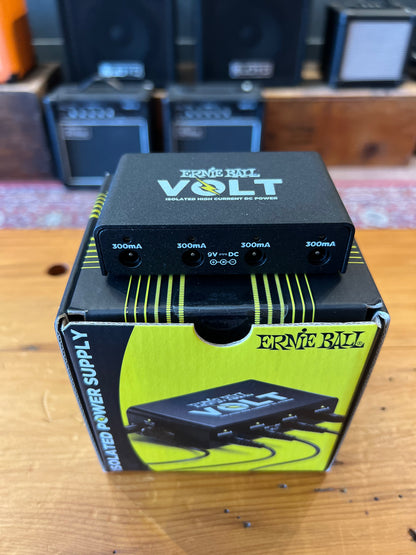 ERNIE BALL
VOLT
ISOLATED HIGH CURRENT DC POWER
300mA 300mA 300mA 300mA
9V DC
ERNIE BALL
ISOLATED POWER SUPPLY
VOLT